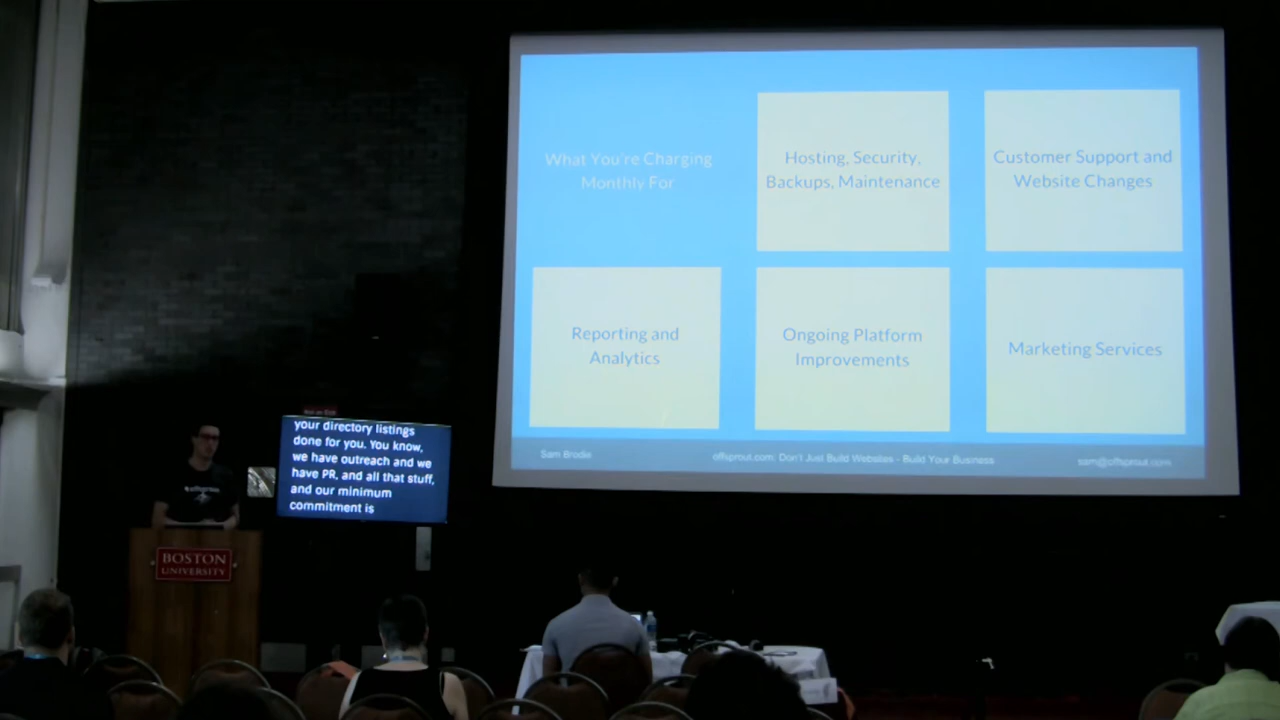 What You're Charging
Monthly For
Hosting, Security,
Backups, Maintenance
Customer Support and
Website Changes
Reporting and
Analytics
Ongoing Platform
Improvements
Marketing Services
Sam Brodie
offsprout.com: Don't Just Build Websites - Build Your Business
sam@offsprout.com
your directory listings
done for you. You know,
we have outreach and we
have PR, and all that stuff,
and our minimum
commitment is
BOSTON
UNIVERSITY